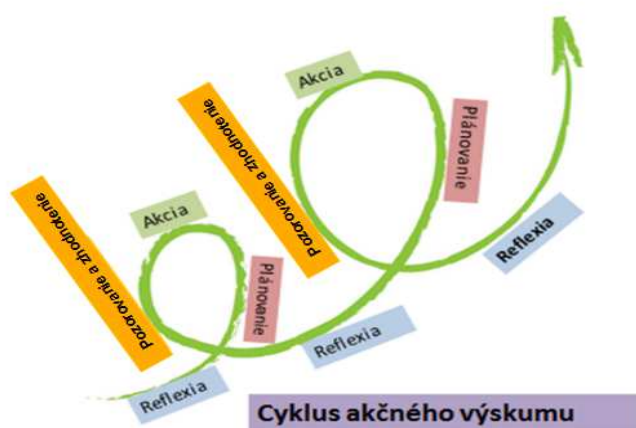 Akcia
Plánovanie
Pozorovanie a zhodnotenie
Reflexia
Akcia
Plánovanie
Pozorovanie a zhodnotenie
Reflexia
Reflexia
Cyklus akčného výskumu